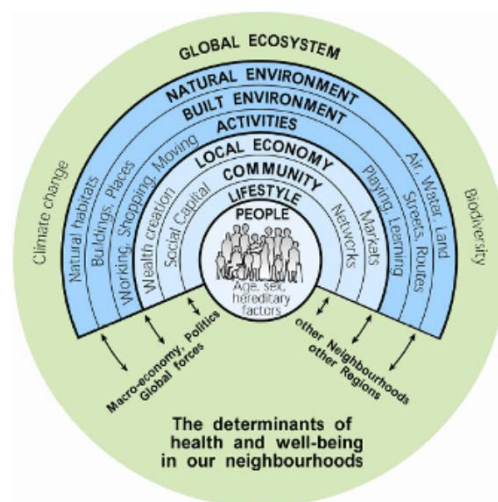 GLOBAL ECOSYSTEM
Climate change
Biodiversity
NATURAL ENVIRONMENT
Natural habitats
Air, Water, Land
BUILT ENVIRONMENT
Buildings, Places
Streets, Routes
ACTIVITIES
Working, Shopping, Moving
Playing, Learning
LOCAL ECONOMY
Wealth creation
Markets
COMMUNITY
Social Capital
Networks
LIFESTYLE
PEOPLE
Age, sex,
hereditary
factors
Macro-economy, Politics
Global forces
other Neighbourhoods
other Regions
The determinants of
health and well-being
in our neighbourhoods